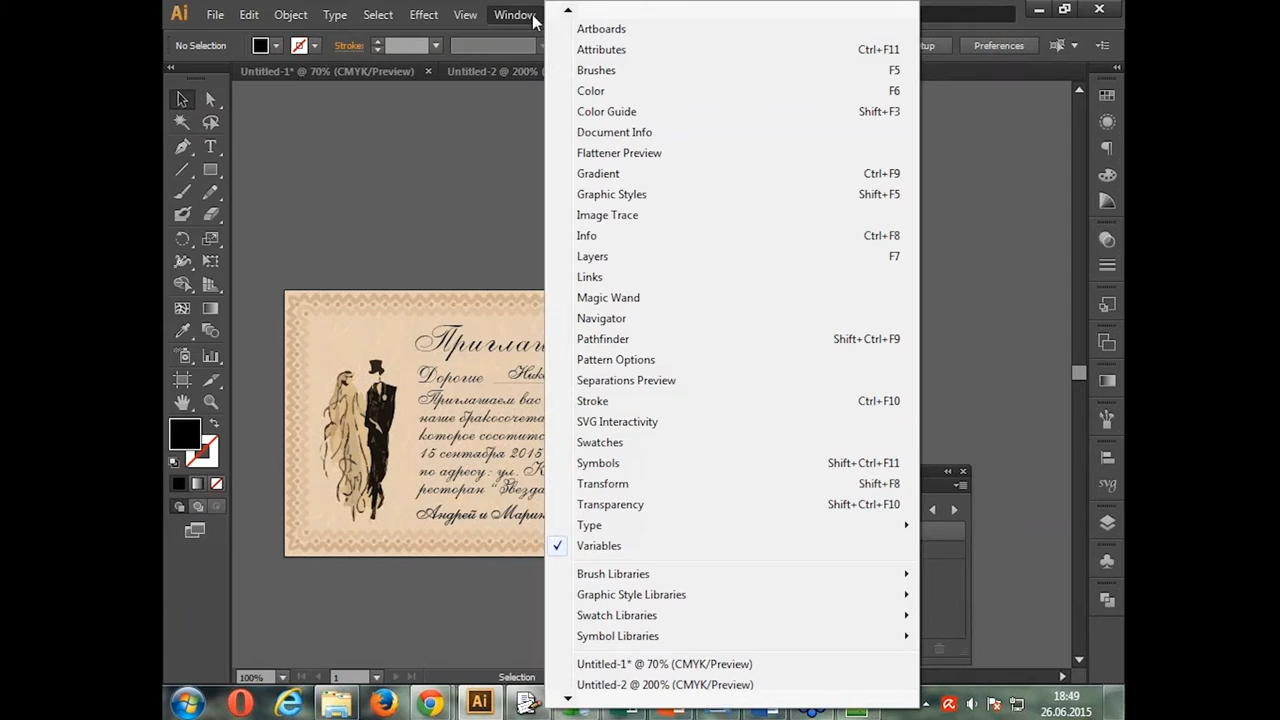 Ai File Edit Object Type Select Effect View Window
No Selection Stroke: Preferences
Untitled-1* @ 70% (CMYK/Preview) × Untitled-2 @ 200%
Artboards
Attributes Ctrl+F11
Brushes F5
Color F6
Color Guide Shift+F3
Document Info
Flattener Preview
Gradient Ctrl+F9
Graphic Styles Shift+F5
Image Trace
Info Ctrl+F8
Layers F7
Links
Magic Wand
Navigator
Pathfinder Shift+Ctrl+F9
Pattern Options
Separations Preview
Stroke Ctrl+F10
SVG Interactivity
Swatches
Symbols Shift+Ctrl+F11
Transform Shift+F8
Transparency Shift+Ctrl+F10
Type
Variables
Brush Libraries
Graphic Style Libraries
Swatch Libraries
Symbol Libraries
Untitled-1* @ 70% (CMYK/Preview)
Untitled-2 @ 200% (CMYK/Preview)
Дорогие
Приглашаем вас
наше
15 сентября 2015
по адресу: ул. К
ресторан "Звезда
Андрей и Марин
svg
100% 1 Selection
Ai
18:49
26.06.2015